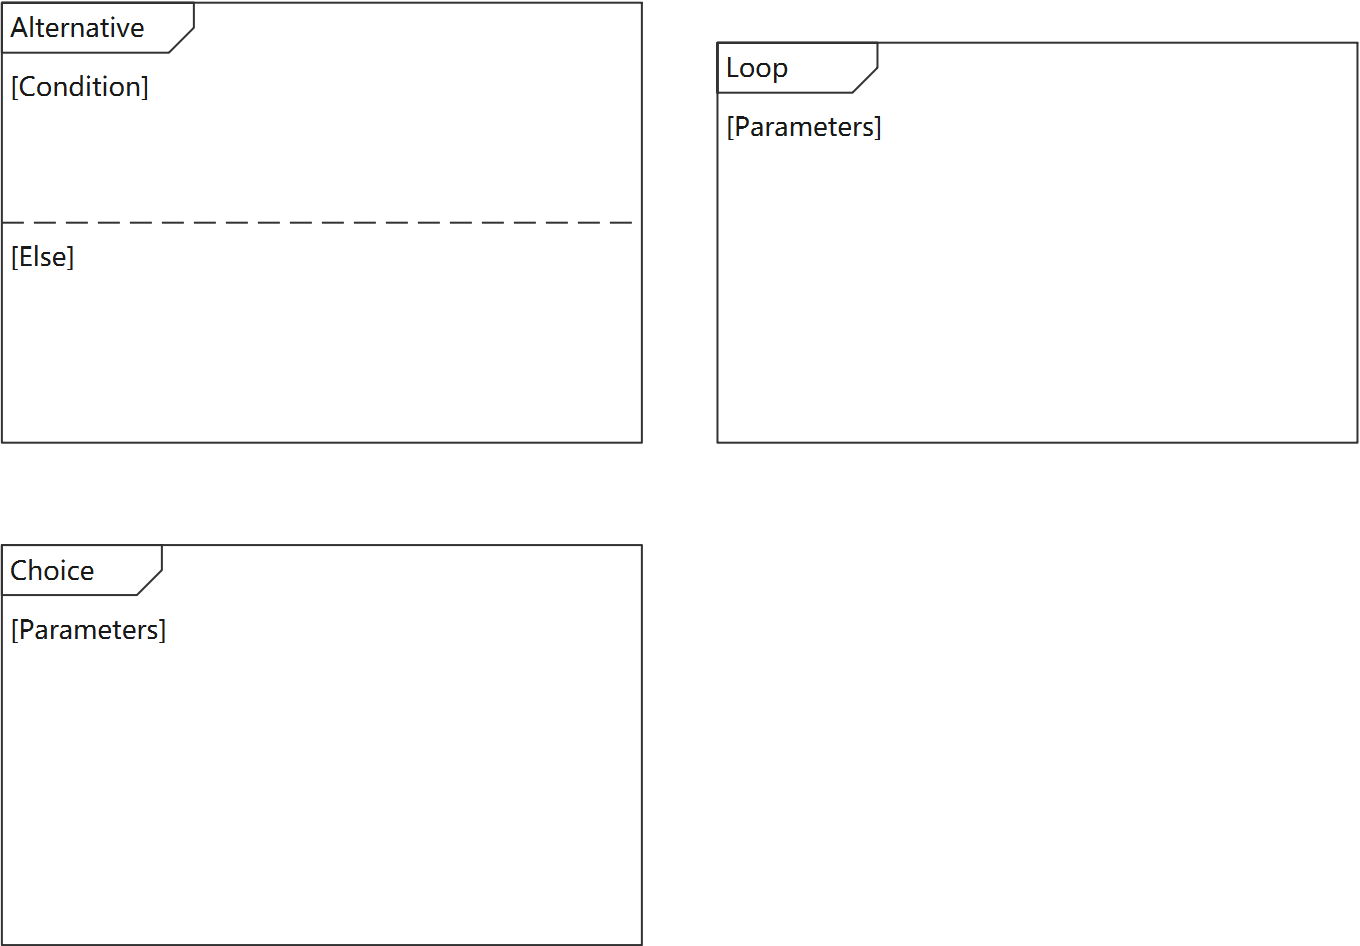 Alternative
[Condition]
[Else]
Loop
[Parameters]
Choice
[Parameters]